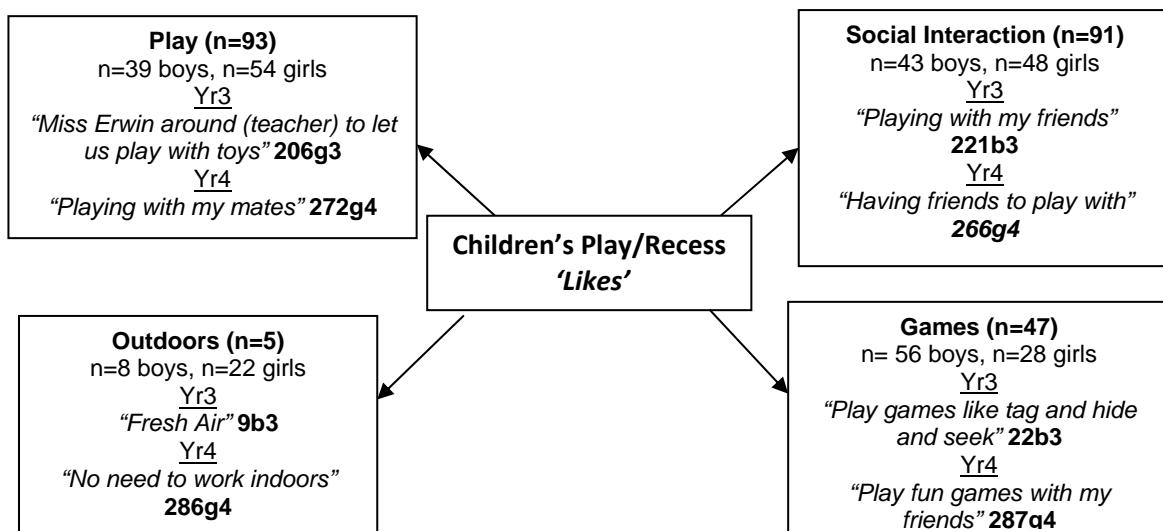 Play (n=93)
n=39 boys, n=54 girls
Yr3
“Miss Erwin around (teacher) to let
us play with toys” 206g3
Yr4
“Playing with my mates” 272g4
Social Interaction (n=91)
n=43 boys, n=48 girls
Yr3
“Playing with my friends”
221b3
Yr4
“Having friends to play with”
266g4
Children’s Play/Recess
‘Likes’
Outdoors (n=5)
n=8 boys, n=22 girls
Yr3
“Fresh Air” 9b3
Yr4
“No need to work indoors”
286g4
Games (n=47)
n= 56 boys, n=28 girls
Yr3
“Play games like tag and hide
and seek” 22b3
Yr4
“Play fun games with my
friends” 287g4